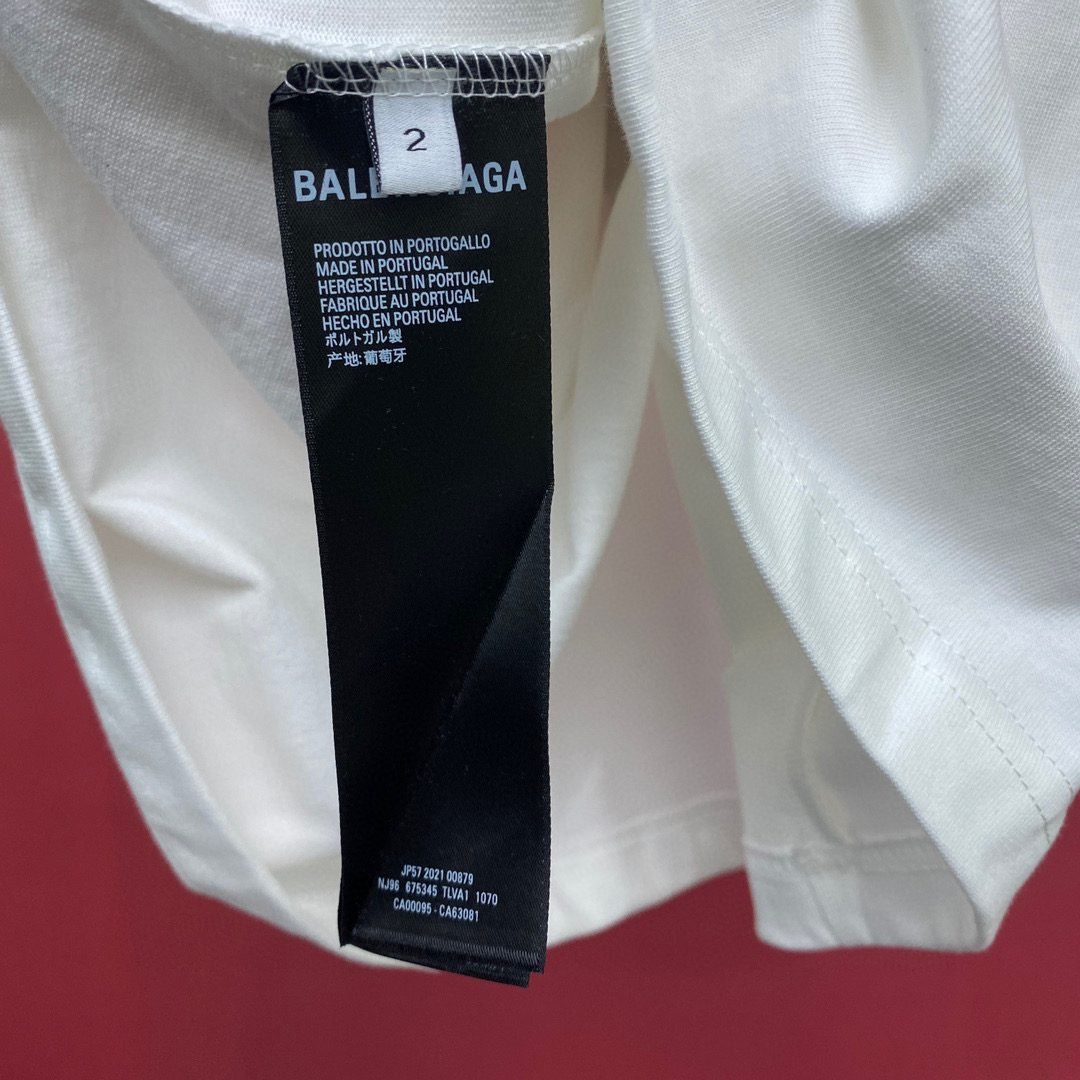 2
BALENCIAGA
PRODOTTO IN PORTOGALLO
MADE IN PORTUGAL
HERGESTELLT IN PORTUGAL
FABRIQUE AU PORTUGAL
HECHO EN PORTUGAL
ポルトガル製
产地:葡萄牙
JP57 2021 00879
NJ96 675345 TLVA1 1070
CA00095 - CA63081